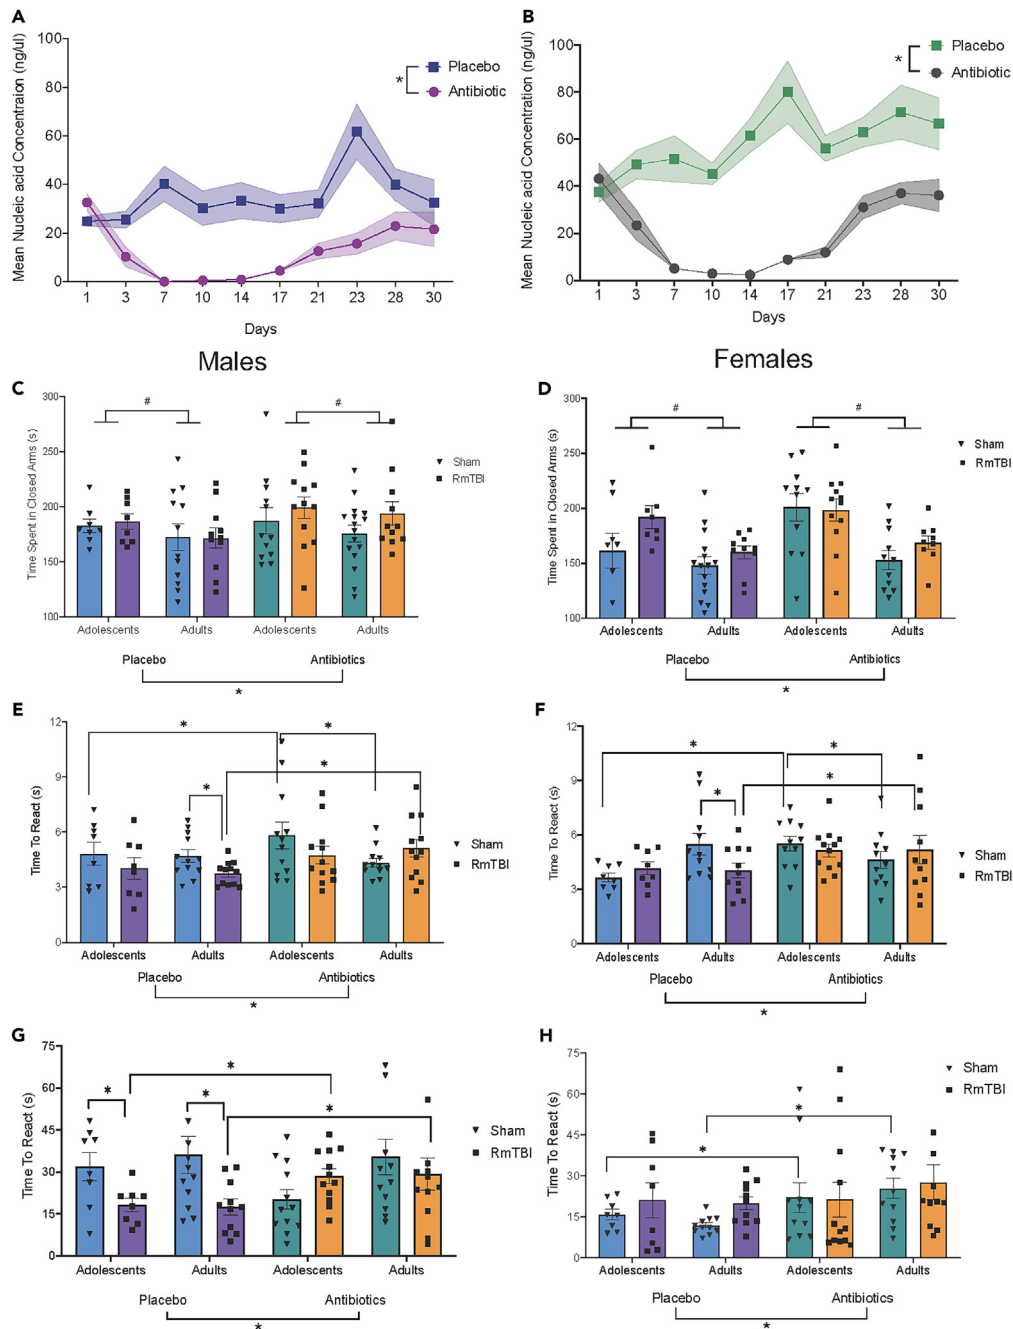 A
Mean Nucleic acid Concentraion (ng/ul)
100
80
60
40
20
0
1 3 7 10 14 17 21 23 28 30
Days
* Placebo
Antibiotic
Males
B
Mean Nucleic acid Concentration (ng/ul)
100
80
60
40
20
0
1 3 7 10 14 17 21 23 28 30
Days
* Placebo
Antibiotic
Females
C
Time Spent in Closed Arms (s)
300
250
200
150
100
# #
Sham
RmTBI
Adolescents Adults Adolescents Adults
Placebo Antibiotics
*
D
Time Spent in Closed Arms (s)
300
250
200
150
100
# #
Sham
RmTBI
Adolescents Adults Adolescents Adults
Placebo Antibiotics
*
E
Time To React (s)
12
9
6
3
0
* * * *
Sham
RmTBI
Adolescents Adults Adolescents Adults
Placebo Antibiotics
*
F
Time To React (s)
12
9
6
3
0
* * * *
Sham
RmTBI
Adolescents Adults Adolescents Adults
Placebo Antibiotics
*
G
Time To React (s)
75
60
45
30
15
0
* * * *
Sham
RmTBI
Adolescents Adults Adolescents Adults
Placebo Antibiotics
*
H
Time To React (s)
75
60
45
30
15
0
* *
Sham
RmTBI
Adolescents Adults Adolescents Adults
Placebo Antibiotics
*